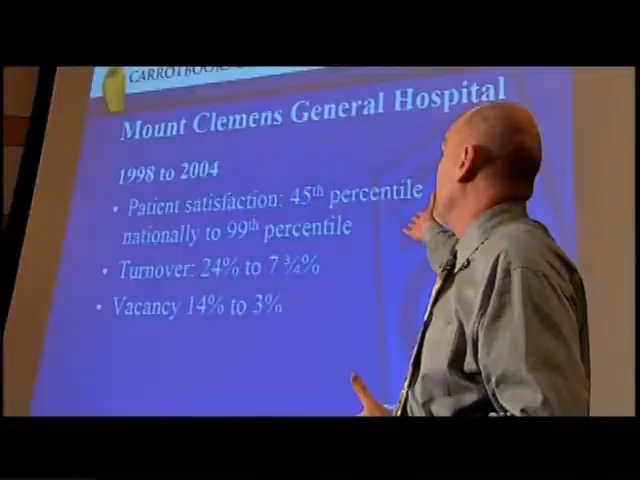 Mount Clemens General Hospital
1998 to 2004
• Patient satisfaction: 45th percentile
nationally to 99th percentile
• Turnover: 24% to 7 ¾%
• Vacancy 14% to 3%